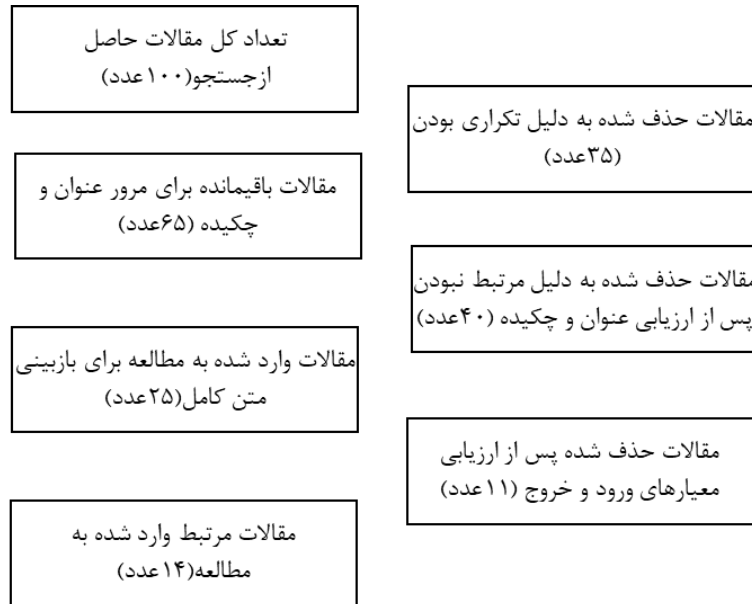 تعداد کل مقالات حاصل
ازجستجو(۱۰۰عدد)
مقالات حذف شده به دلیل تکراری بودن
(۳۵عدد)
مقالات باقیمانده برای مرور عنوان و
چکیده (۶۵عدد)
مقالات حذف شده به دلیل مرتبط نبودن
پس از ارزیابی عنوان و چکیده (۴۰عدد)
مقالات وارد شده به مطالعه برای بازبینی
متن کامل(۲۵عدد)
مقالات حذف شده پس از ارزیابی
معیارهای ورود و خروج (۱۱عدد)
مقالات مرتبط وارد شده به
مطالعه(۱۴عدد)